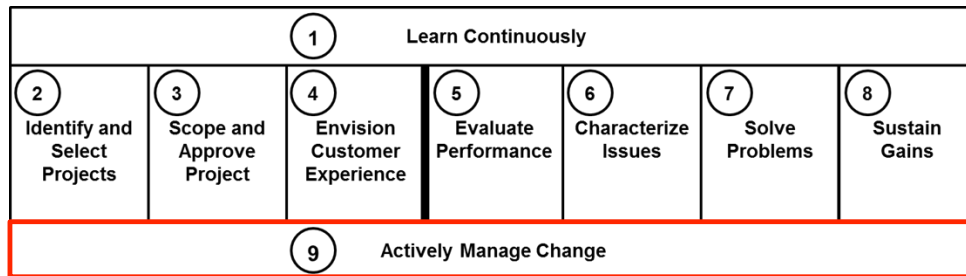 1 Learn Continuously
2
Identify and
Select
Projects
3
Scope and
Approve
Project
4
Envision
Customer
Experience
5
Evaluate
Performance
6
Characterize
Issues
7
Solve
Problems
8
Sustain
Gains
9 Actively Manage Change